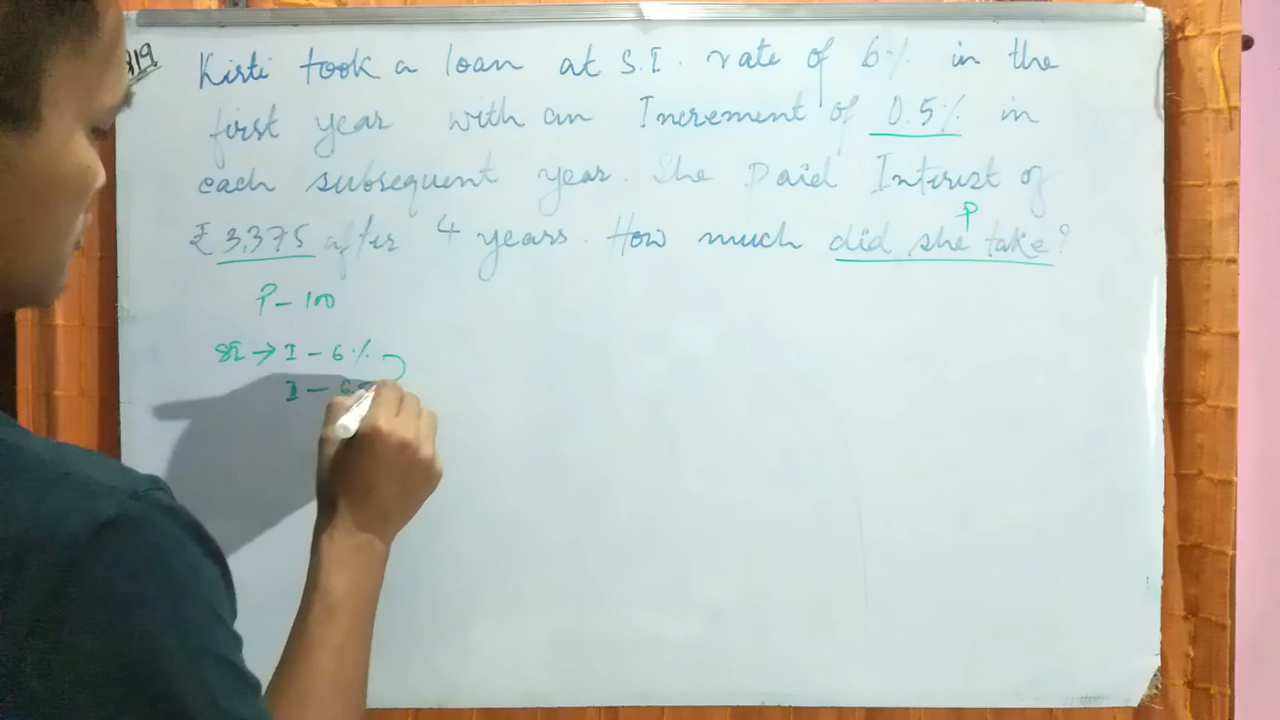 Kirti took a loan at S.I. rate of 6% in the
first year with an Increment of 0.5% in
each subsequent year. She Paid Interest of
₹3,375 after 4 years. How much did she take?
P
P - 100
SI → I - 6%
I - 6.5